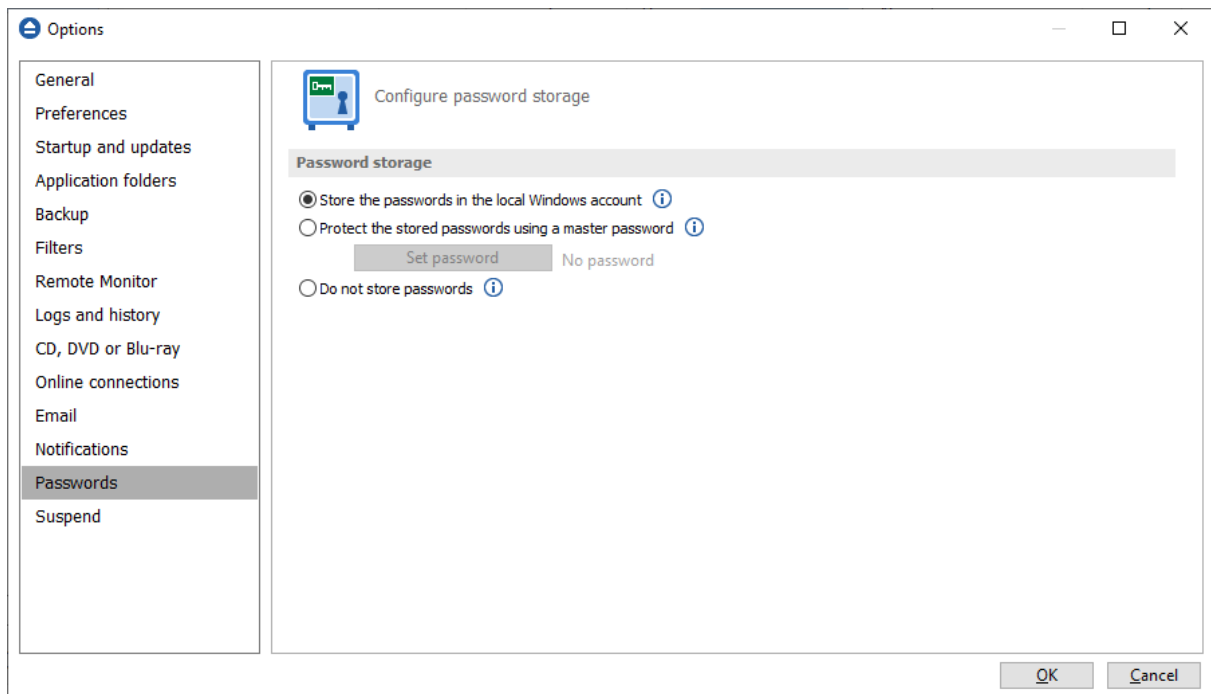 Options
General
Preferences
Startup and updates
Application folders
Backup
Filters
Remote Monitor
Logs and history
CD, DVD or Blu-ray
Online connections
Email
Notifications
Passwords
Suspend
Configure password storage
Password storage
Store the passwords in the local Windows account
Protect the stored passwords using a master password
Set password No password
Do not store passwords
OK Cancel